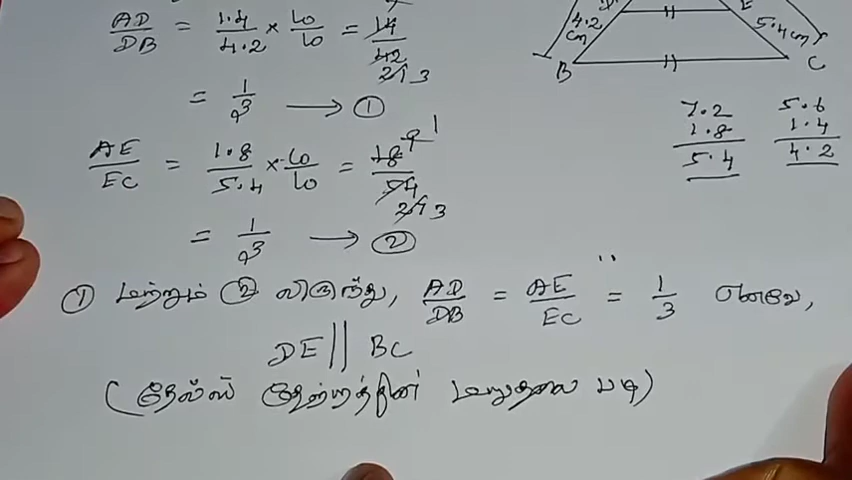 AD/DB = 1.4/4.2 × 10/10 = 14/42
4.2 cm
E
5.4 cm
B
C
= 1/3 ⟶ ①
7.2
1.8
5.4
5.6
1.4
4.2
AE/EC = 1.8/5.4 × 10/10 = 18/54
= 1/3 ⟶ ②
① மற்றும் ② லிருந்து, AD/DB = AE/EC = 1/3 எனவே,
DE || BC
(தேல்ஸ் தேற்றத்தின் மறுதலை படி)